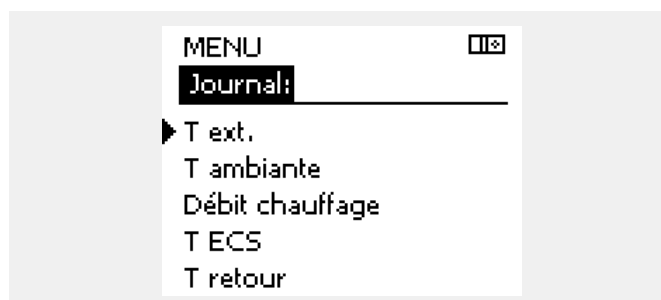 MENU
Journal:
T ext.
T ambiante
Débit chauffage
T ECS
T retour